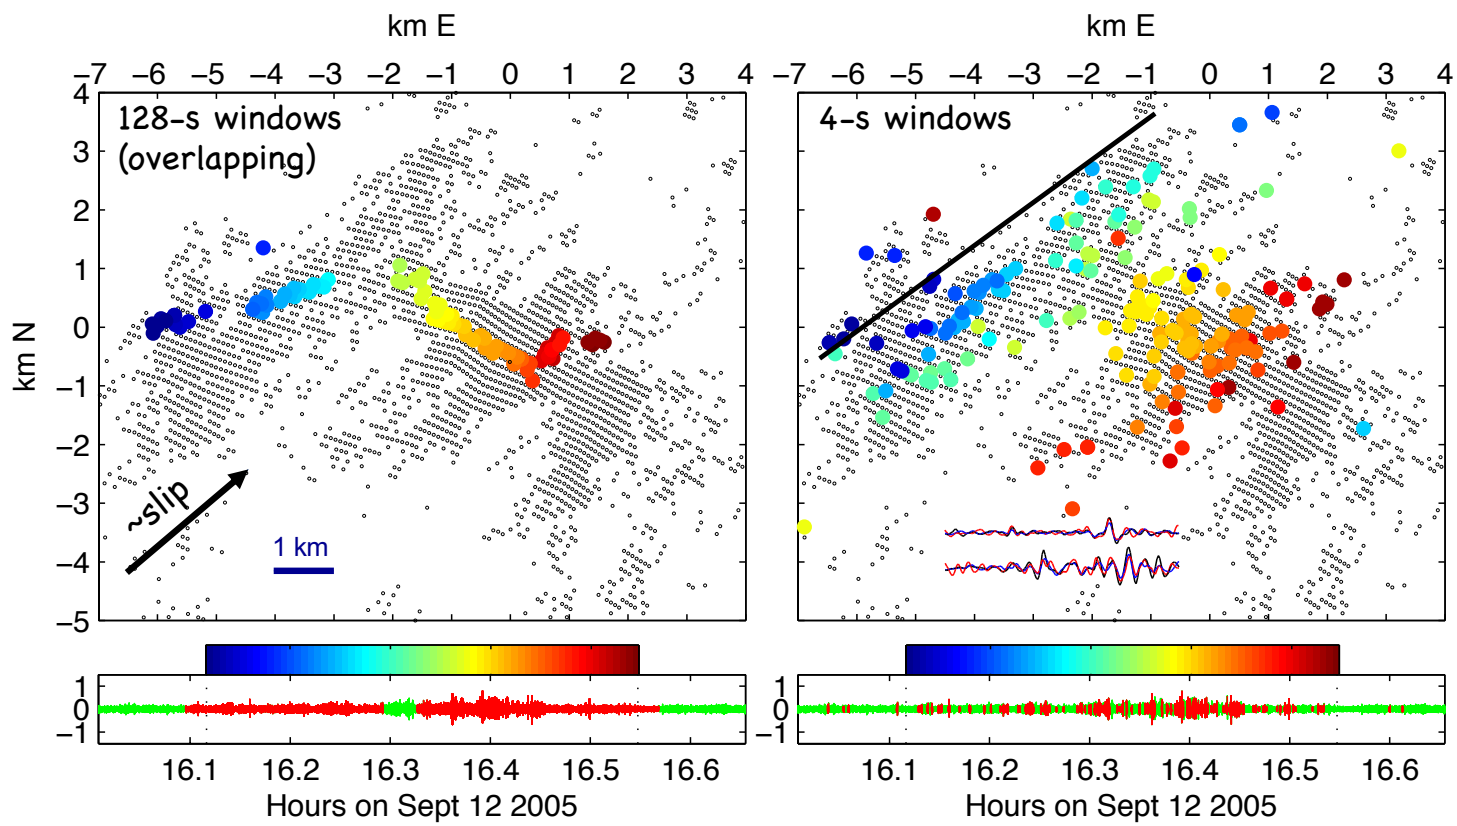 km E
km E
−7 −6 −5 −4 −3 −2 −1 0 1 2 3 4
−7 −6 −5 −4 −3 −2 −1 0 1 2 3 4
4
3
2
1
0
−1
−2
−3
−4
−5
km N
128-s windows
(overlapping)
~slip
1 km
4-s windows
1
0
−1
1
0
−1
16.1 16.2 16.3 16.4 16.5 16.6
16.1 16.2 16.3 16.4 16.5 16.6
Hours on Sept 12 2005
Hours on Sept 12 2005